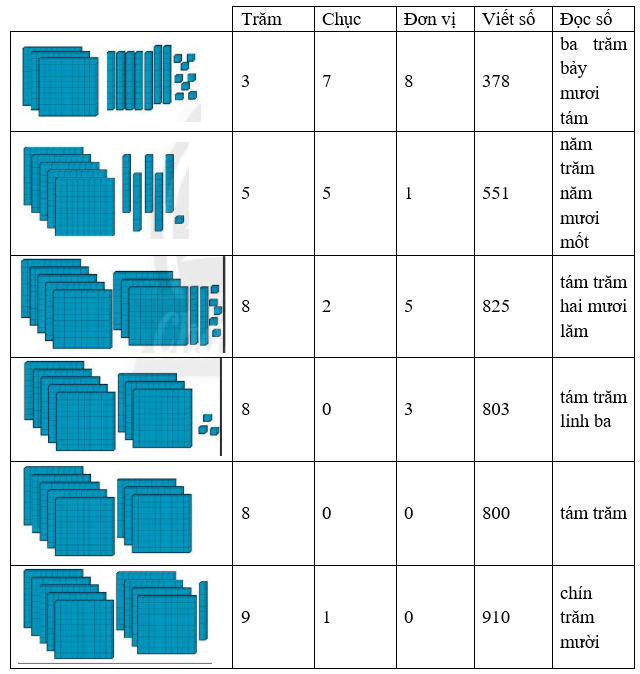 Trăm Chục Đơn vị Viết số Đọc số
3 7 8 378 ba trăm
bảy
mươi
tám
5 5 1 551 năm
trăm
năm
mươi
mốt
8 2 5 825 tám trăm
hai mươi
lăm
8 0 3 803 tám trăm
linh ba
8 0 0 800 tám trăm
9 1 0 910 chín
trăm
mười